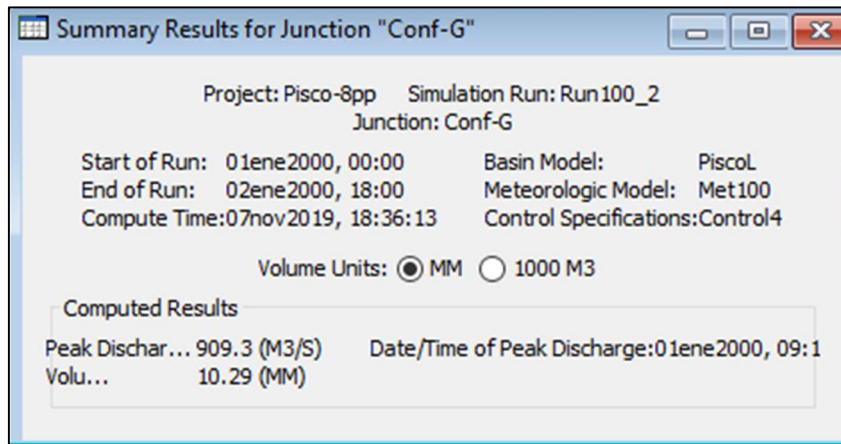 Summary Results for Junction "Conf-G"
Project: Pisco-8pp Simulation Run: Run100_2
Junction: Conf-G
Start of Run: 01ene2000, 00:00 Basin Model: PiscoL
End of Run: 02ene2000, 18:00 Meteorologic Model: Met100
Compute Time:07nov2019, 18:36:13 Control Specifications:Control4
Volume Units: MM 1000 M3
Computed Results
Peak Dischar... 909.3 (M3/S) Date/Time of Peak Discharge:01ene2000, 09:1
Volu... 10.29 (MM)